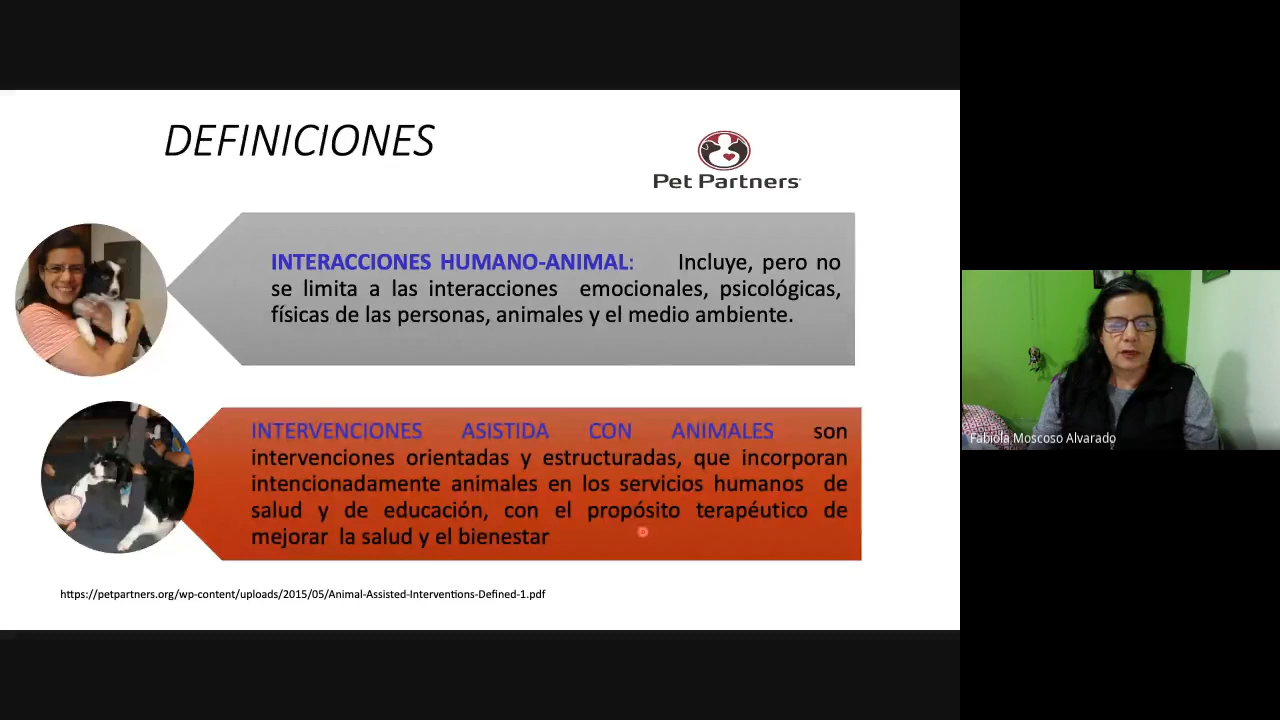 DEFINICIONES
Pet Partners
INTERACCIONES HUMANO-ANIMAL: Incluye, pero no
se limita a las interacciones emocionales, psicológicas,
físicas de las personas, animales y el medio ambiente.
INTERVENCIONES ASISTIDA CON ANIMALES son
intervenciones orientadas y estructuradas, que incorporan
intencionadamente animales en los servicios humanos de
salud y de educación, con el propósito terapéutico de
mejorar la salud y el bienestar
https://petpartners.org/wp-content/uploads/2015/05/Animal-Assisted-Interventions-Defined-1.pdf
Fabiola Moscoso Alvarado